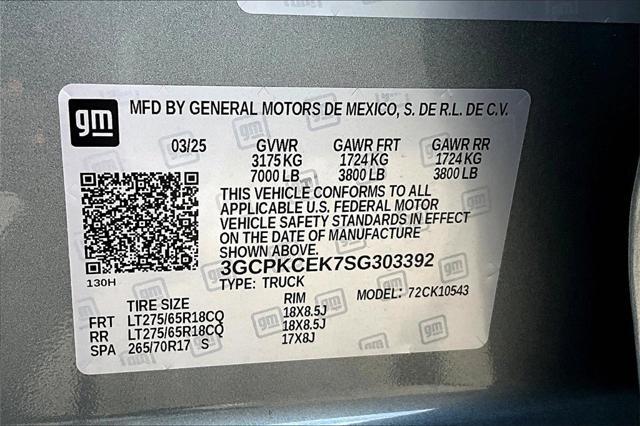 gm
MFD BY GENERAL MOTORS DE MEXICO, S. DE R.L. DE C.V.
03/25 GVWR GAWR FRT GAWR RR
3175 KG 1724 KG 1724 KG
7000 LB 3800 LB 3800 LB
THIS VEHICLE CONFORMS TO ALL
APPLICABLE U.S. FEDERAL MOTOR
VEHICLE SAFETY STANDARDS IN EFFECT
ON THE DATE OF MANUFACTURE
SHOWN ABOVE.
130H
3GCPKCEK7SG303392
TYPE: TRUCK MODEL: 72CK10543
TIRE SIZE RIM
FRT LT275/65R18CQ 18X8.5J
RR LT275/65R18CQ 18X8.5J
SPA 265/70R17 S 17X8J